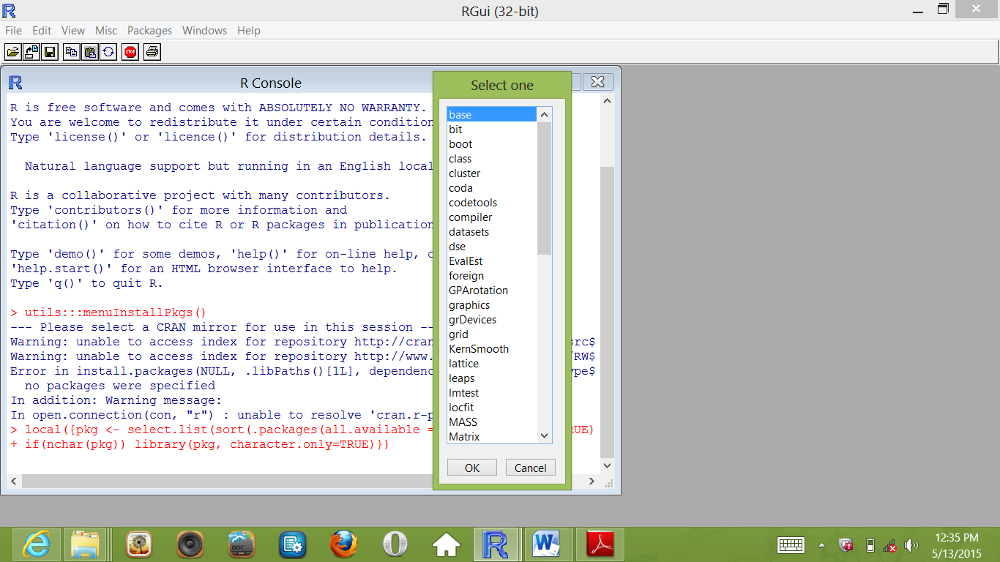 RGui (32-bit)
File Edit View Misc Packages Windows Help
STOP
R Console
R is free software and comes with ABSOLUTELY NO WARRANTY.
You are welcome to redistribute it under certain condition
Type 'license()' or 'licence()' for distribution details.
Natural language support but running in an English local
R is a collaborative project with many contributors.
Type 'contributors()' for more information and
'citation()' on how to cite R or R packages in publication
Type 'demo()' for some demos, 'help()' for on-line help, o
'help.start()' for an HTML browser interface to help.
Type 'q()' to quit R.
> utils:::menuInstallPkgs()
--- Please select a CRAN mirror for use in this session --
Warning: unable to access index for repository http://cran src$
Warning: unable to access index for repository http://www. /RW$
Error in install.packages(NULL, .libPaths()[1L], dependenc ype$
no packages were specified
In addition: Warning message:
In open.connection(con, "r") : unable to resolve 'cran.r-p
> local({pkg <- select.list(sort(.packages(all.available = RUE)
+ if(nchar(pkg)) library(pkg, character.only=TRUE)})
Select one
base
bit
boot
class
cluster
coda
codetools
compiler
datasets
dse
EvalEst
foreign
GPArotation
graphics
grDevices
grid
KernSmooth
lattice
leaps
lmtest
locfit
MASS
Matrix
OK Cancel
DOC
12:35 PM
5/13/2015